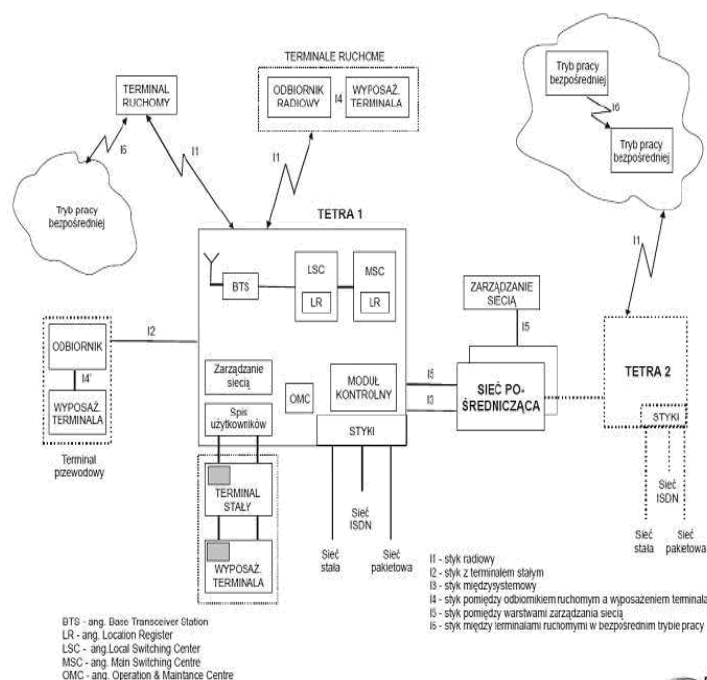 TERMINALE RUCHOME
TERMINAL
RUCHOMY
ODBIORNIK
RADIOWY
I4
WYPOSAŻ.
TERMINALA
Tryb pracy
bezpośredniej
I6
Tryb pracy
bezpośredniej
I6
I1
I1
Tryb pracy
bezpośredniej
TETRA 1
I1
BTS
LSC
LR
MSC
LR
ZARZĄDZANIE
SIECIĄ
I5
ODBIORNIK
I4'
WYPOSAŻ.
TERMINALA
Terminal
przewodowy
I2
Zarządzanie
siecią
Spis
użytkowników
OMC
MODUŁ
KONTROLNY
STYKI
I5
I3
SIEĆ PO-
ŚREDNICZĄCA
TETRA 2
STYKI
TERMINAL
STAŁY
WYPOSAŻ.
TERMINALA
Sieć
stała
Sieć
ISDN
Sieć
pakietowa
Sieć
stała
Sieć
ISDN
Sieć
pakietowa
I1 - styk radiowy
I2 - styk z terminalem stałym
I3 - styk międzysystemowy
I4 - styk pomiędzy odbiornikiem ruchomym a wyposażeniem terminala
I5 - styk pomiędzy warstwami zarządzania siecią
I6 - styk między terminalami ruchomymi w bezpośrednim trybie pracy
BTS - ang. Base Transceiver Station
LR - ang. Location Register
LSC - ang.Local Switching Center
MSC - ang. Main Switching Centre
OMC - ang. Operation & Maintance Centre